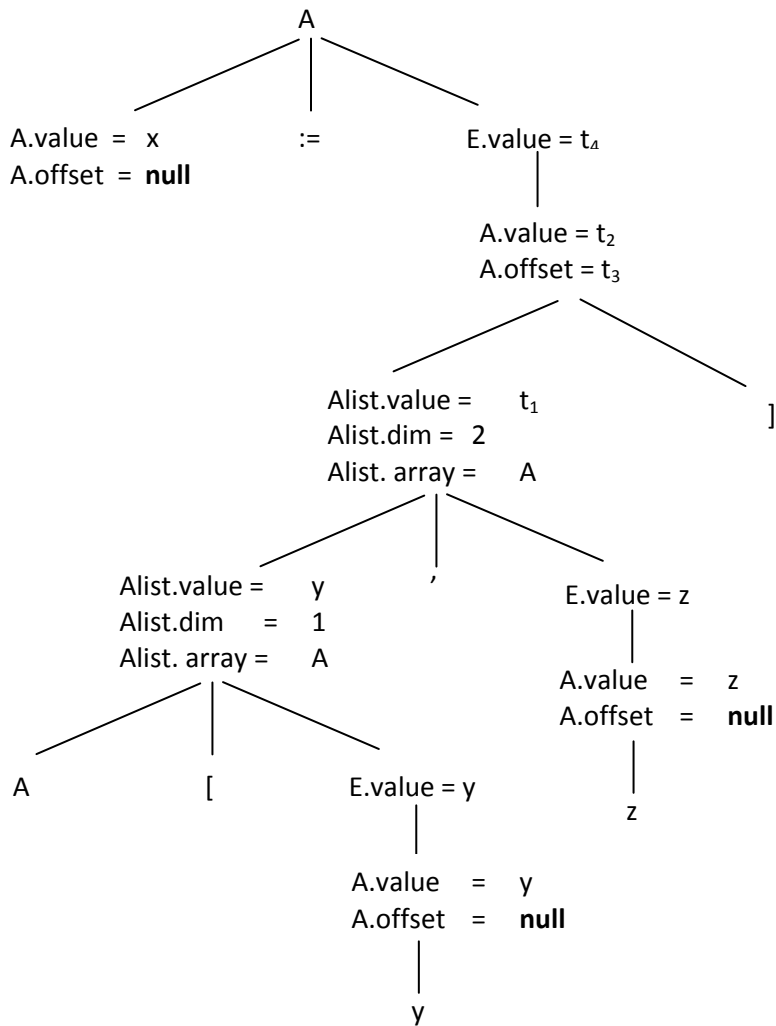 A
A.value = x := E.value = t₄
A.offset = null
A.value = t₂
A.offset = t₃
Alist.value = t₁ ]
Alist.dim = 2
Alist. array = A
Alist.value = y , E.value = z
Alist.dim = 1
Alist. array = A
A.value = z
A.offset = null
A [ E.value = y
z
A.value = y
A.offset = null
y